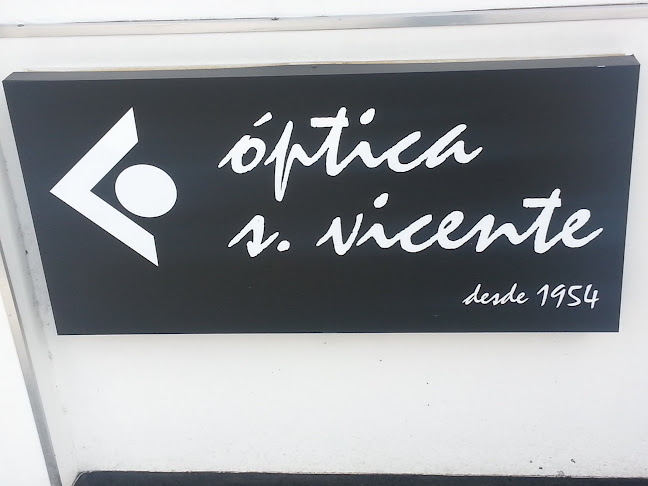 óptica
s. vicente
desde 1954